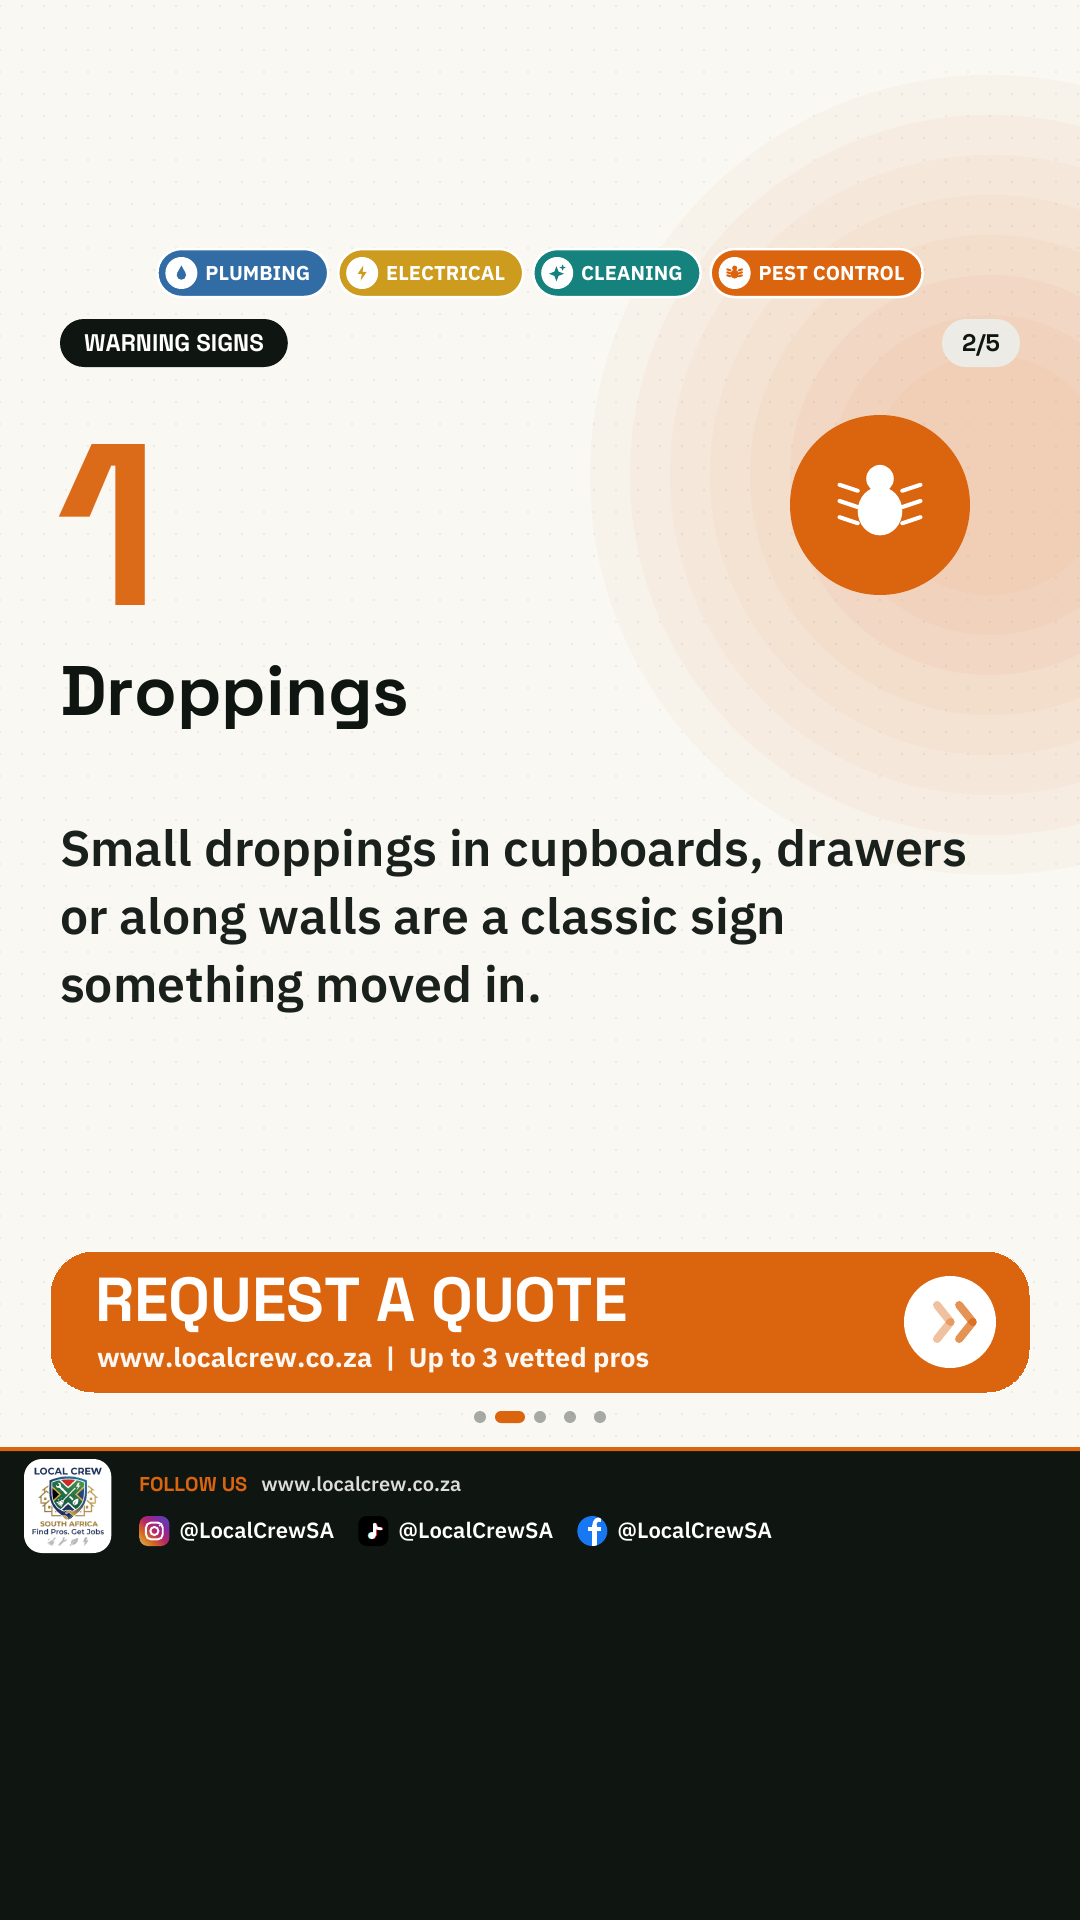 PLUMBING ELECTRICAL CLEANING PEST CONTROL
WARNING SIGNS 2/5
1
Droppings
Small droppings in cupboards, drawers
or along walls are a classic sign
something moved in.
REQUEST A QUOTE
www.localcrew.co.za | Up to 3 vetted pros
LOCAL CREW
SOUTH AFRICA
Find Pros. Get Jobs
FOLLOW US www.localcrew.co.za
@LocalCrewSA @LocalCrewSA @LocalCrewSA